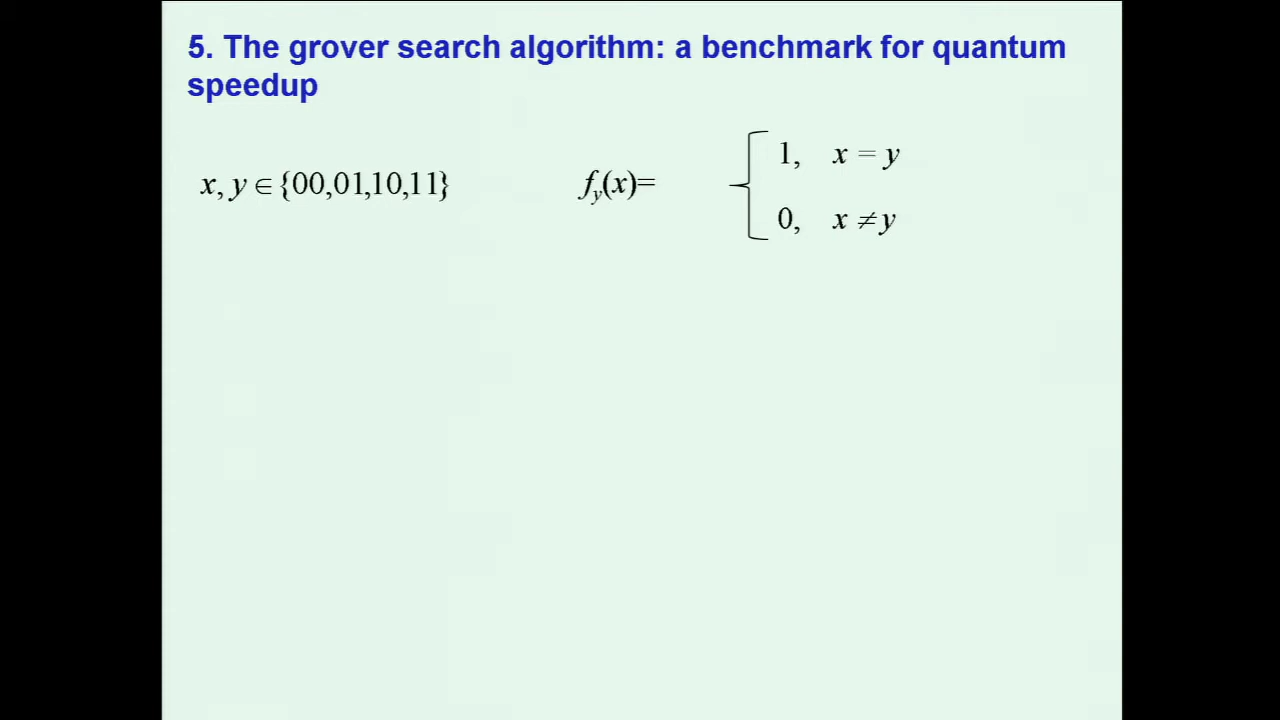 5. The grover search algorithm: a benchmark for quantum
speedup
x, y ∈ {00,01,10,11}
f_y(x)=
1, x = y
0, x ≠ y